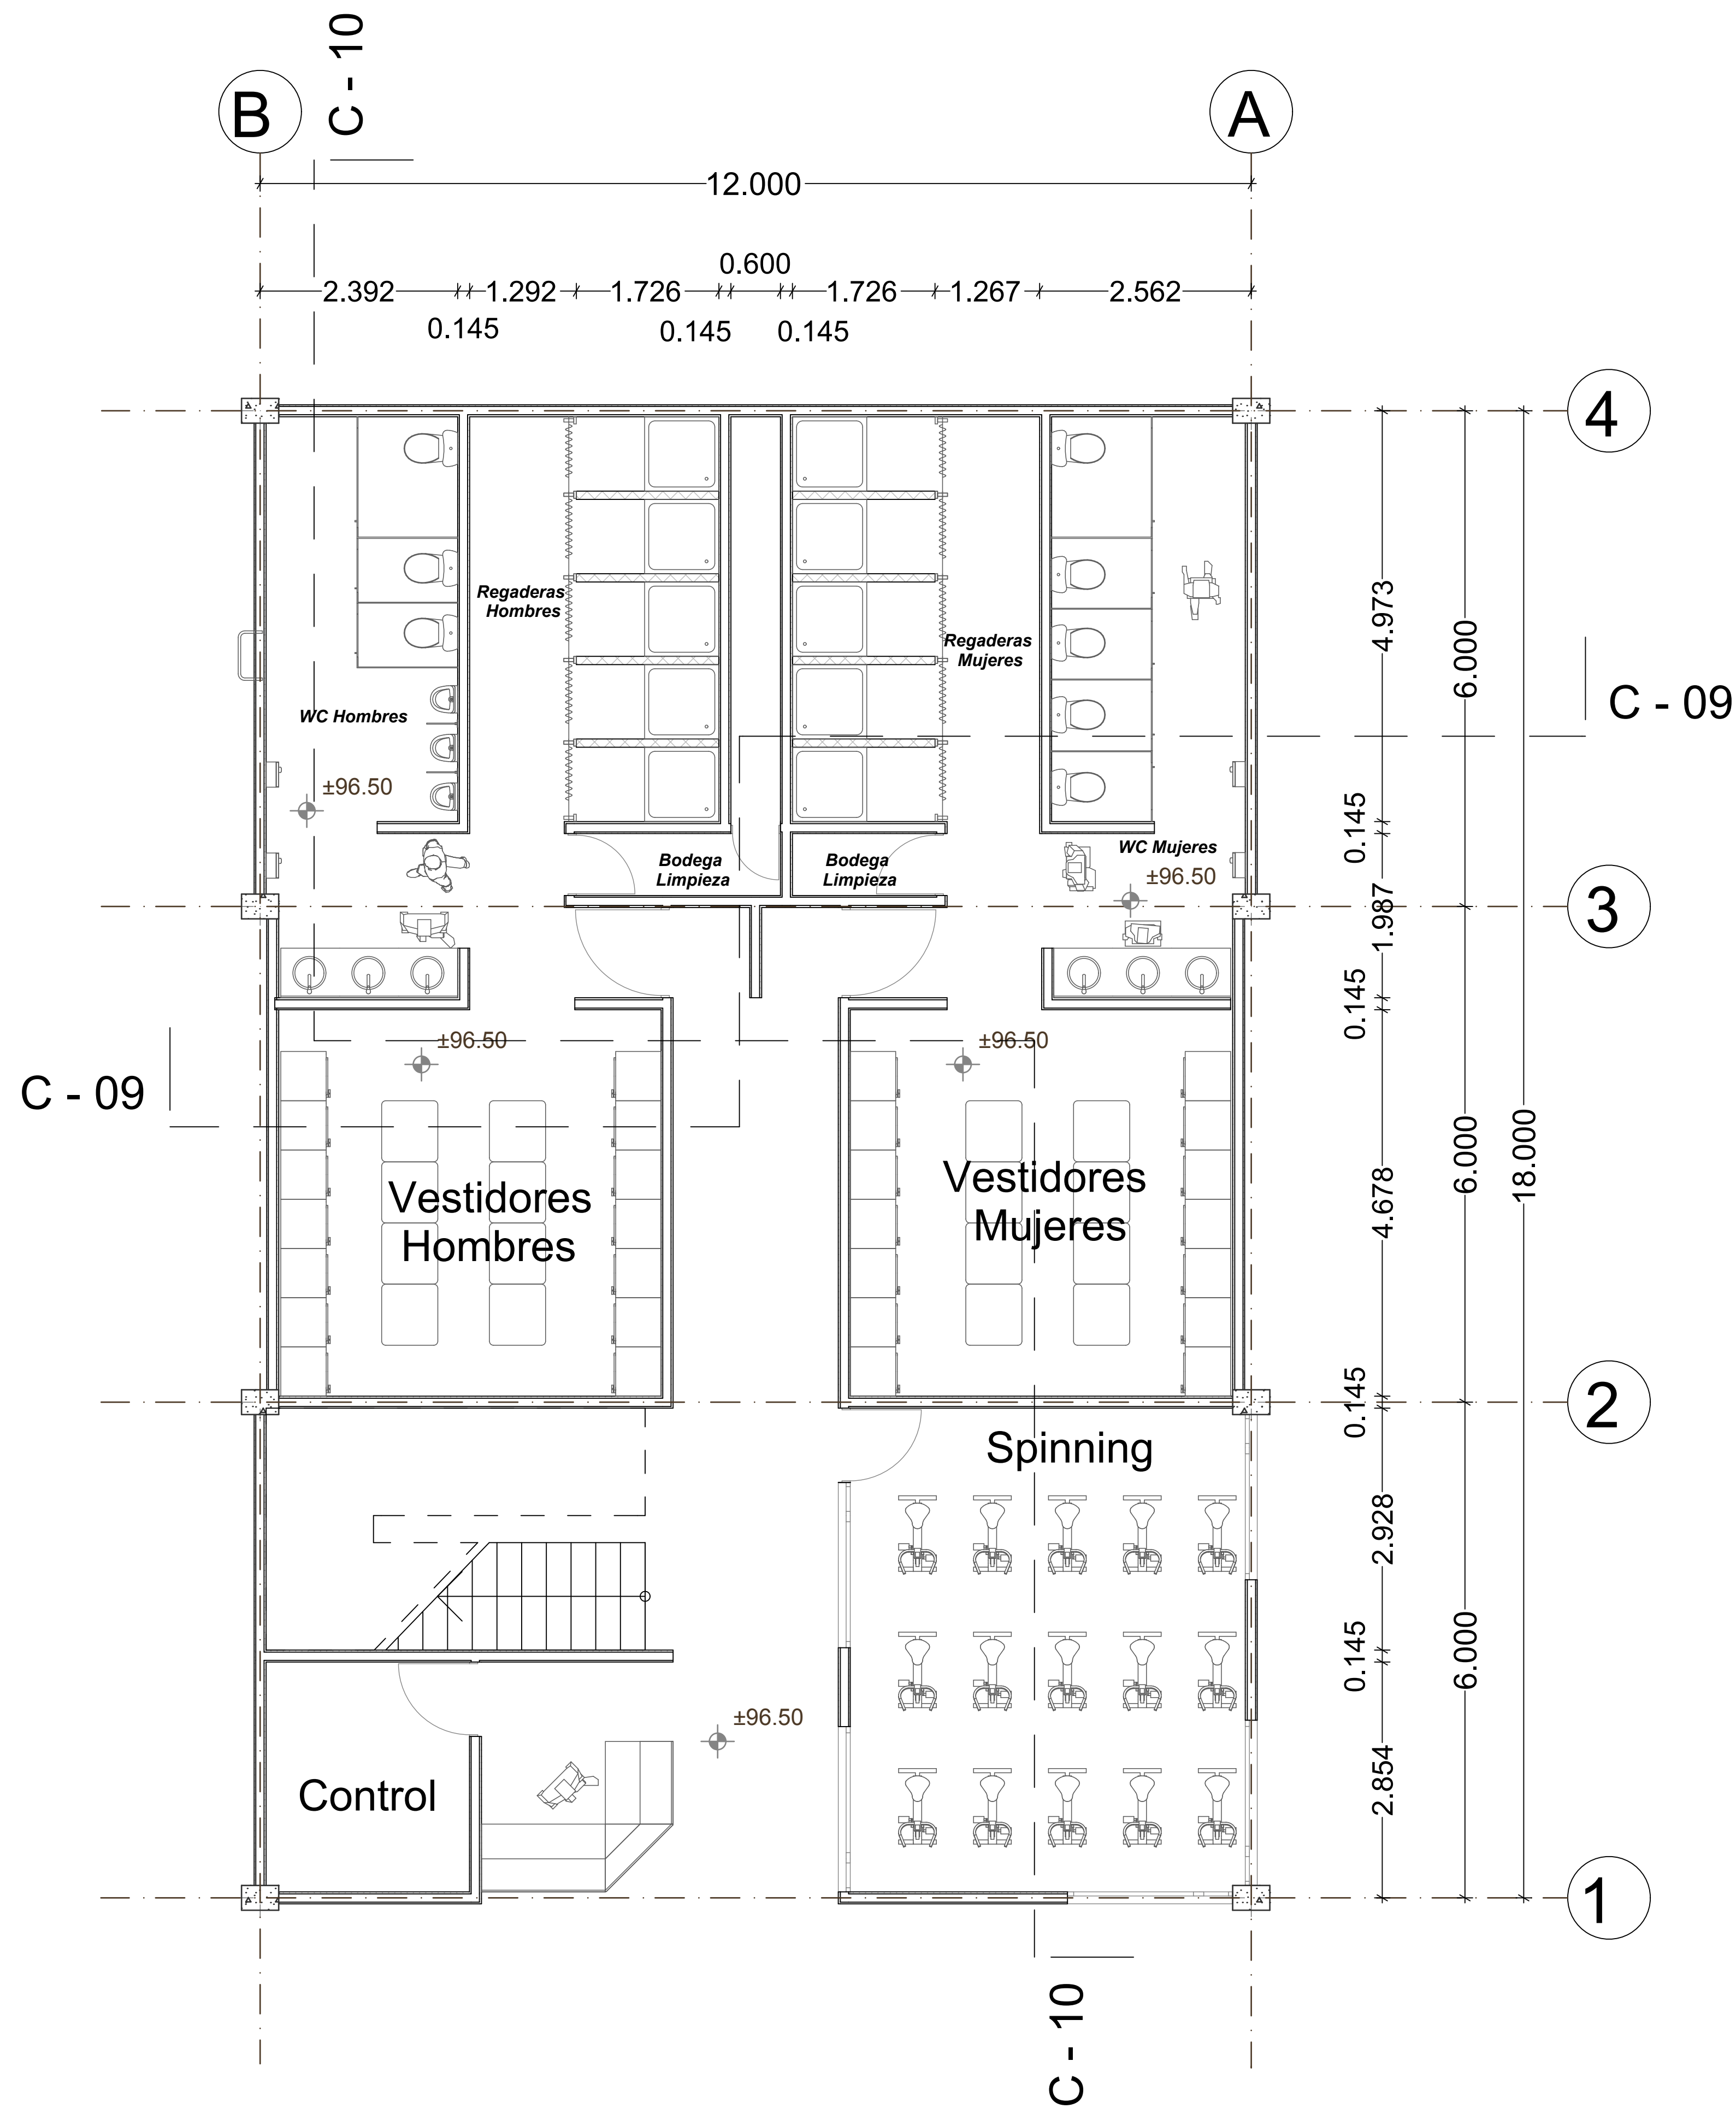 C - 10
B
A
12.000
0.600
2.392
1.292
1.726
1.726
1.267
2.562
0.145
0.145
0.145
4
4.973
Regaderas
Hombres
Regaderas
Mujeres
6.000
C - 09
WC Hombres
±96.50
0.145
WC Mujeres
±96.50
Bodega
Limpieza
Bodega
Limpieza
3
1.987
0.145
±96.50
±96.50
C - 09
Vestidores
Hombres
Vestidores
Mujeres
4.678
6.000
18.000
0.145
2
Spinning
2.928
0.145
6.000
±96.50
Control
2.854
1
C - 10